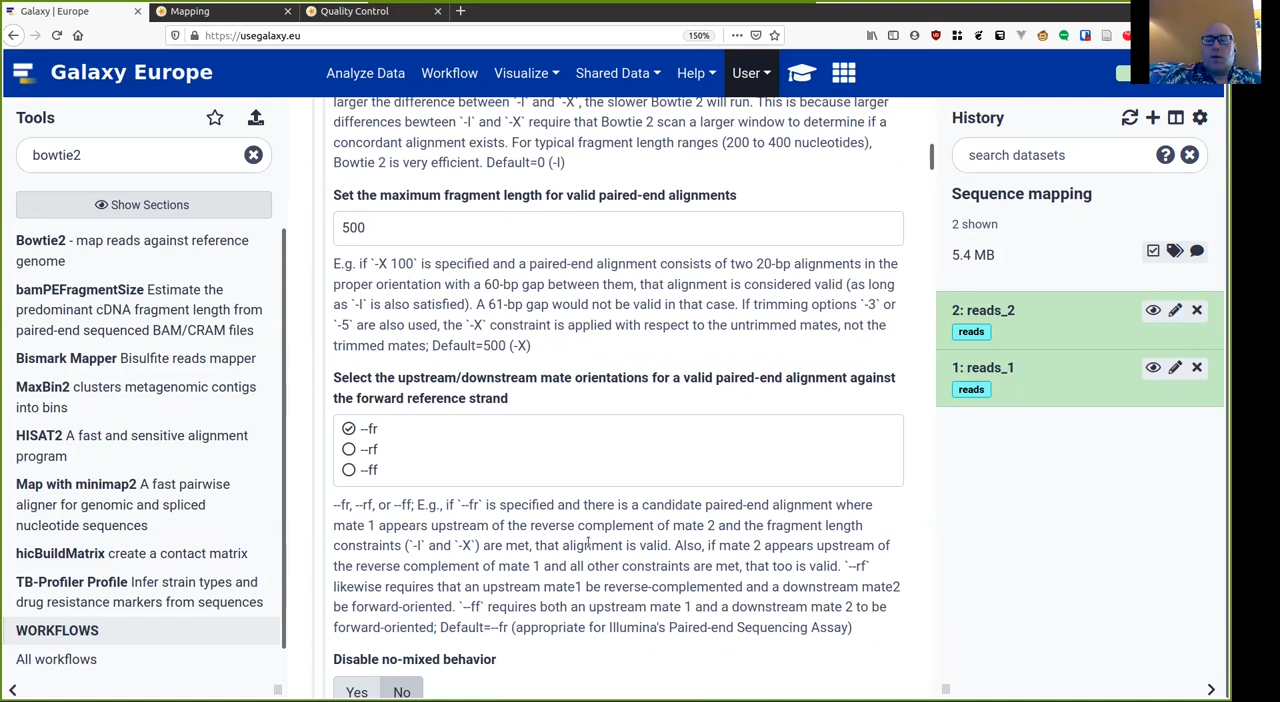 Galaxy | Europe
Mapping
Quality Control
https://usegalaxy.eu
150%
Galaxy Europe
Analyze Data
Workflow
Visualize
Shared Data
Help
User
Tools
bowtie2
Show Sections
Bowtie2 - map reads against reference
genome
bamPEFragmentSize Estimate the
predominant cDNA fragment length from
paired-end sequenced BAM/CRAM files
Bismark Mapper Bisulfite reads mapper
MaxBin2 clusters metagenomic contigs
into bins
HISAT2 A fast and sensitive alignment
program
Map with minimap2 A fast pairwise
aligner for genomic and spliced
nucleotide sequences
hicBuildMatrix create a contact matrix
TB-Profiler Profile Infer strain types and
drug resistance markers from sequences
WORKFLOWS
All workflows
larger the difference between `-I` and `-X`, the slower Bowtie 2 will run. This is because larger
differences bewteen `-I` and `-X` require that Bowtie 2 scan a larger window to determine if a
concordant alignment exists. For typical fragment length ranges (200 to 400 nucleotides),
Bowtie 2 is very efficient. Default=0 (-I)
Set the maximum fragment length for valid paired-end alignments
500
E.g. if `-X 100` is specified and a paired-end alignment consists of two 20-bp alignments in the
proper orientation with a 60-bp gap between them, that alignment is considered valid (as long
as `-I` is also satisfied). A 61-bp gap would not be valid in that case. If trimming options `-3` or
`-5` are also used, the `-X` constraint is applied with respect to the untrimmed mates, not the
trimmed mates; Default=500 (-X)
Select the upstream/downstream mate orientations for a valid paired-end alignment against
the forward reference strand
--fr
--rf
--ff
--fr, --rf, or --ff; E.g., if `--fr` is specified and there is a candidate paired-end alignment where
mate 1 appears upstream of the reverse complement of mate 2 and the fragment length
constraints (`-I` and `-X`) are met, that alignment is valid. Also, if mate 2 appears upstream of
the reverse complement of mate 1 and all other constraints are met, that too is valid. `--rf`
likewise requires that an upstream mate1 be reverse-complemented and a downstream mate2
be forward-oriented. `--ff` requires both an upstream mate 1 and a downstream mate 2 to be
forward-oriented; Default=--fr (appropriate for Illumina's Paired-end Sequencing Assay)
Disable no-mixed behavior
Yes
No
History
search datasets
Sequence mapping
2 shown
5.4 MB
2: reads_2
reads
1: reads_1
reads